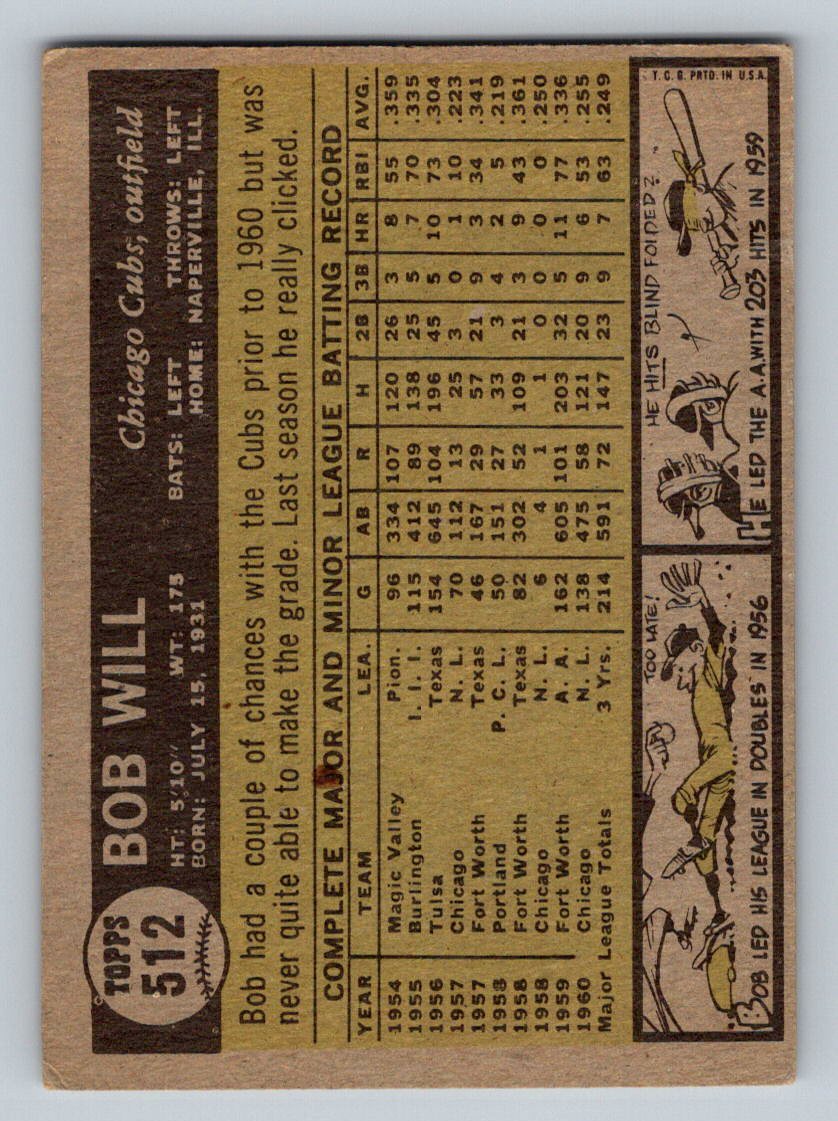 TOPPS
512
BOB WILL
Chicago Cubs, outfield
HT: 5'10" WT: 175 BATS: LEFT THROWS: LEFT
BORN: JULY 15, 1931 HOME: NAPERVILLE, ILL.
Bob had a couple of chances with the Cubs prior to 1960 but was
never quite able to make the grade. Last season he really clicked.
COMPLETE MAJOR AND MINOR LEAGUE BATTING RECORD
YEAR TEAM LEA. G AB R H 2B 3B HR RBI AVG.
1954 Magic Valley Pion. 96 334 107 120 26 3 8 55 .359
1955 Burlington I. I. I. 115 412 89 138 25 5 7 70 .335
1956 Tulsa Texas 154 645 104 196 45 5 10 73 .304
1957 Chicago N. L. 70 112 13 25 3 0 1 10 .223
1957 Fort Worth Texas 46 167 29 57 21 9 3 34 .341
1958 Portland P. C. L. 50 151 27 33 3 4 2 5 .219
1958 Fort Worth Texas 82 302 52 109 21 3 9 43 .361
1958 Chicago N. L. 6 4 1 1 0 0 0 0 .250
1959 Fort Worth A. A. 162 605 101 203 32 5 11 77 .336
1960 Chicago N. L. 138 475 58 121 20 9 6 53 .255
Major League Totals 3 Yrs. 214 591 72 147 23 9 7 63 .249
TOO LATE!
BOB LED HIS LEAGUE IN DOUBLES IN 1956
T. C. G. PRTD. IN U.S.A.
HE HITS BLIND FOLDED?
HE LED THE A.A. WITH 203 HITS IN 1959